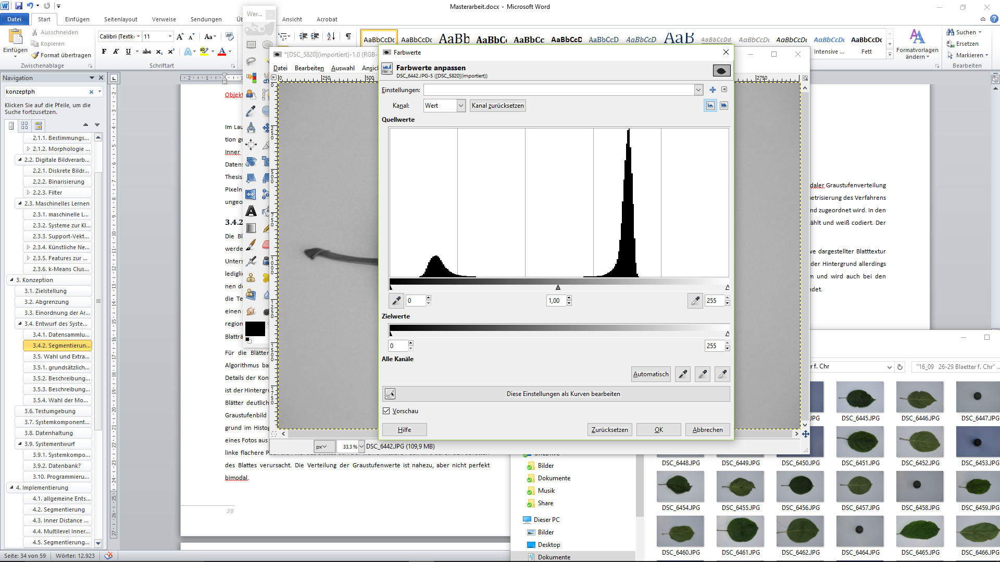 Masterarbeit.docx - Microsoft Word
Datei
Start
Einfügen
Seitenlayout
Verweise
Sendungen
Ansicht
Acrobat
Einfügen
Ausschneiden
Kopieren
Format übertragen
Zwischenablage
Calibri (Textk
11
Schriftart
AaBbCcDc
AaBbCcDc
AaBb
AaBbC
AaBbCc
AaBbCcD
AaBbCcD
AaBbCcD
AaB
AaBbCcDd
AaBbCcDd
AaBbCcDc
AaBbCcDd
AaBbCcDc
Intensive ...
Fett
Formatvorlagen
ändern
Suchen
Ersetzen
Markieren
Bearbeiten
Navigation
konzeptph
Klicken Sie auf die Pfeile, um die
Suche fortzusetzen.
2.1.1. Bestimmungs...
2.1.2. Morphologie ...
2.2. Digitale Bildverarb...
2.2.1. Diskrete Bildr...
2.2.2. Binarisierung
2.2.3. Filter
2.3. Maschinelles Lernen
2.3.1. maschinelle L...
2.3.2. Systeme zur Kl...
2.3.3. Support-Vekt...
2.3.4. Künstliche Ne...
2.3.5. Features zur ...
2.3.6. k-Means Clus...
3. Konzeption
3.1. Zielstellung
3.2. Abgrenzung
3.3. Einordnung der Ar...
3.4. Entwurf des Syste...
3.4.1. Datensammlu...
3.4.2. Segmentierun...
3.5. Wahl und Extra...
3.5.1. grundsätzlich...
3.5.2. Beschreibung...
3.5.3. Beschreibung...
3.5.4. Wahl der Mo...
3.6. Testumgebung
3.7. Systemkomponent...
3.8. Datenhaltung
3.9. Systementwurf
3.9.1. Systemkompo...
3.9.2. Datenbank?
3.10. Programmieru...
4. Implementierung
4.1. allgemeine Ents...
4.2. Segmentierung
4.3. Inner Distance ...
4.4. Multilevel Inner...
4.5. Segmentierung...
Seite: 34 von 59
Wörter: 12.923
Objekt
Im Lau
tion ge
Inner
Datens
Thesis
Pixeln
ungeo
3.4.2
Die Bl
werde
Unters
lediglic
nen de
die Te
einen
region
Blatträ
Für die Blätter
Algorithmus ba
Details der Kon
ist der Hintergru
Blätter deutlich
Graustufenbild
grund im Histog
eines Fotos aus
des Blattes verursacht. Die Verteilung der Graustufenwerte ist nahezu, aber nicht perfekt
bimodal.
28
daler Graustufenverteilung
etrisierung des Verfahrens
nd zugeordnet wird. In den
ählt und weiß codiert. Der
ve dargestellter Blatttextur
der Hintergrund allerdings
m und wird auch bei den
det.
Wer...
*[DSC_5820](importiert)-1.0 (RGB-
Datei
Bearbeiten
Auswahl
Ansic
0
250
500
2750
px
33,3 %
DSC_6442.JPG (109,9 MB)
Farbwerte
Farbwerte anpassen
DSC_6442.JPG-5 ([DSC_5820](importiert))
Einstellungen:
Kanal:
Wert
Kanal zurücksetzen
Quellwerte
0
1,00
255
Zielwerte
0
255
Alle Kanäle
Automatisch
Diese Einstellungen als Kurven bearbeiten
Vorschau
Hilfe
Zurücksetzen
OK
Abbrechen
er f. Chr
"16_09 26-29 Blaetter f. Chr" ...
Bilder
Dokumente
Musik
Share
Dieser PC
Bilder
Desktop
Dokumente
JPG
DSC_6445.JPG
DSC_6446.JPG
DSC_6447.JPG
DSC_6448.JPG
DSC_6449.JPG
DSC_6450.JPG
DSC_6451.JPG
DSC_6452.JPG
DSC_6453.JPG
DSC_6454.JPG
DSC_6455.JPG
DSC_6456.JPG
DSC_6457.JPG
DSC_6458.JPG
DSC_6459.JPG
DSC_6460.JPG
DSC_6461.JPG
DSC_6462.JPG
DSC_6464.JPG
DSC_6465.JPG
DSC_6466.JPG